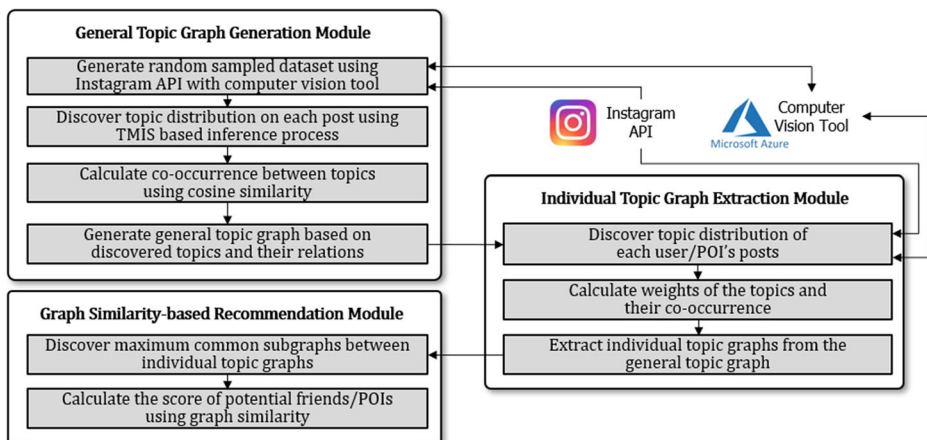 General Topic Graph Generation Module
Generate random sampled dataset using
Instagram API with computer vision tool
Discover topic distribution on each post using
TMIS based inference process
Calculate co-occurrence between topics
using cosine similarity
Generate general topic graph based on
discovered topics and their relations
Instagram
API
Microsoft Azure
Computer
Vision Tool
Individual Topic Graph Extraction Module
Discover topic distribution of
each user/POI's posts
Calculate weights of the topics and
their co-occurrence
Extract individual topic graphs from the
general topic graph
Graph Similarity-based Recommendation Module
Discover maximum common subgraphs between
individual topic graphs
Calculate the score of potential friends/POIs
using graph similarity